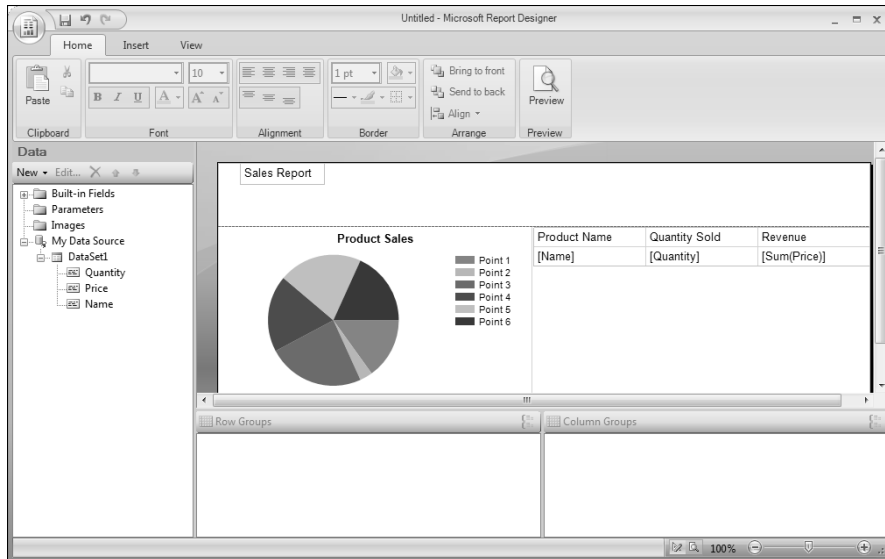 Untitled - Microsoft Report Designer
Home Insert View
Paste
Clipboard
10
B I U A A A
Font
Alignment
1 pt
Border
Bring to front
Send to back
Align
Arrange
Preview
Preview
Data
New Edit...
Built-in Fields
Parameters
Images
My Data Source
DataSet1
Quantity
Price
Name
Sales Report
Product Sales
Point 1
Point 2
Point 3
Point 4
Point 5
Point 6
Product Name Quantity Sold Revenue
[Name] [Quantity] [Sum(Price)]
Row Groups
Column Groups
100%